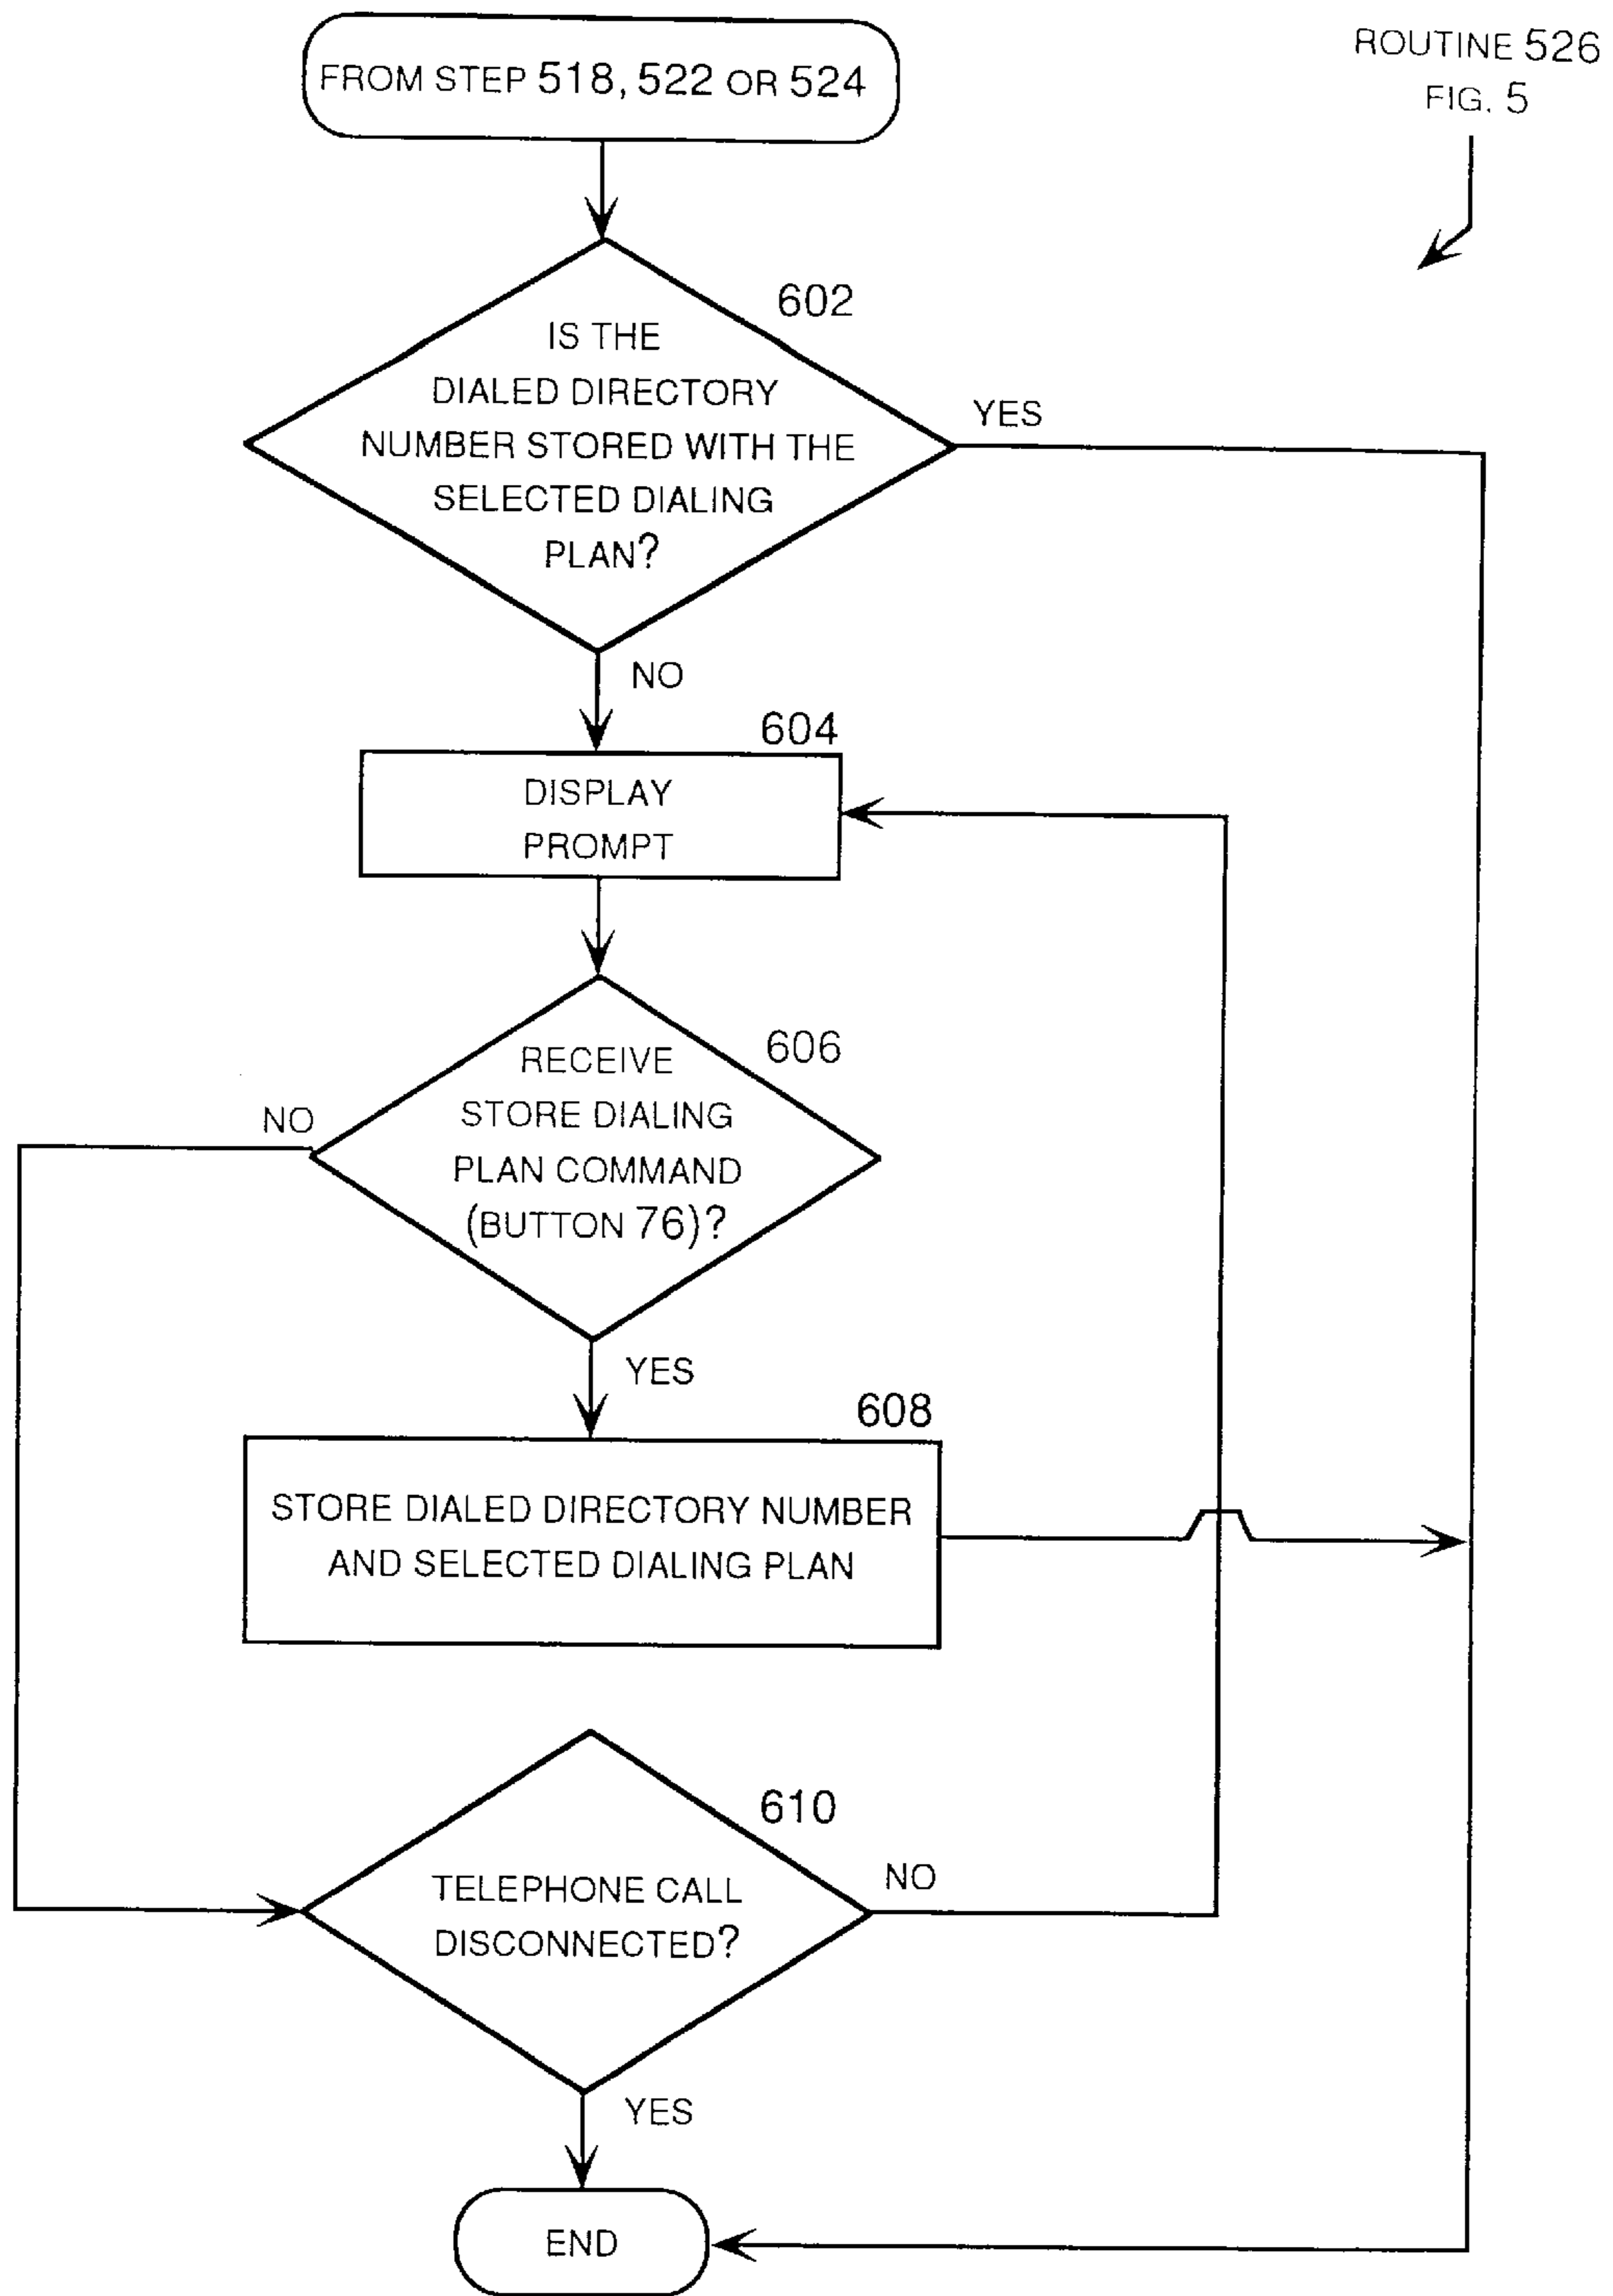 FROM STEP 518, 522 OR 524
ROUTINE 526
FIG. 5
602
IS THE
DIALED DIRECTORY
NUMBER STORED WITH THE
SELECTED DIALING
PLAN?
YES
NO
604
DISPLAY
PROMPT
606
RECEIVE
STORE DIALING
PLAN COMMAND
(BUTTON 76)?
NO
YES
608
STORE DIALED DIRECTORY NUMBER
AND SELECTED DIALING PLAN
610
TELEPHONE CALL
DISCONNECTED?
NO
YES
END